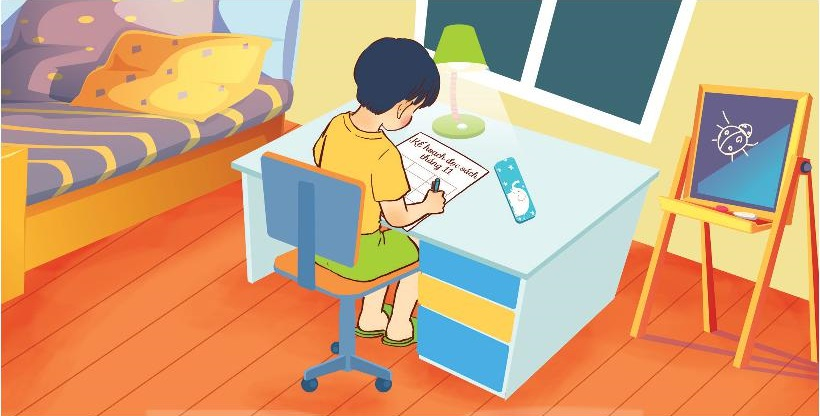 Kế hoạch đọc sách
tháng 11